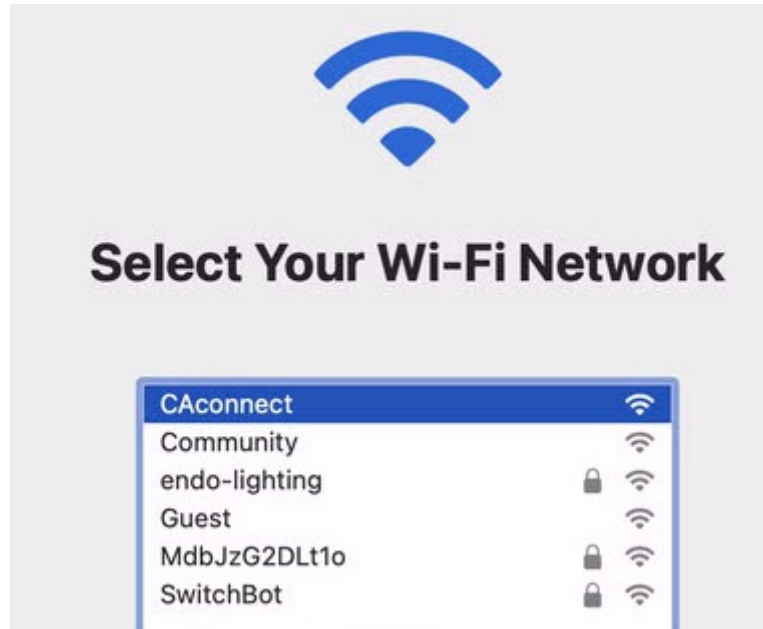 Select Your Wi-Fi Network
CAconnect
Community
endo-lighting
Guest
MdbJzG2DLt1o
SwitchBot